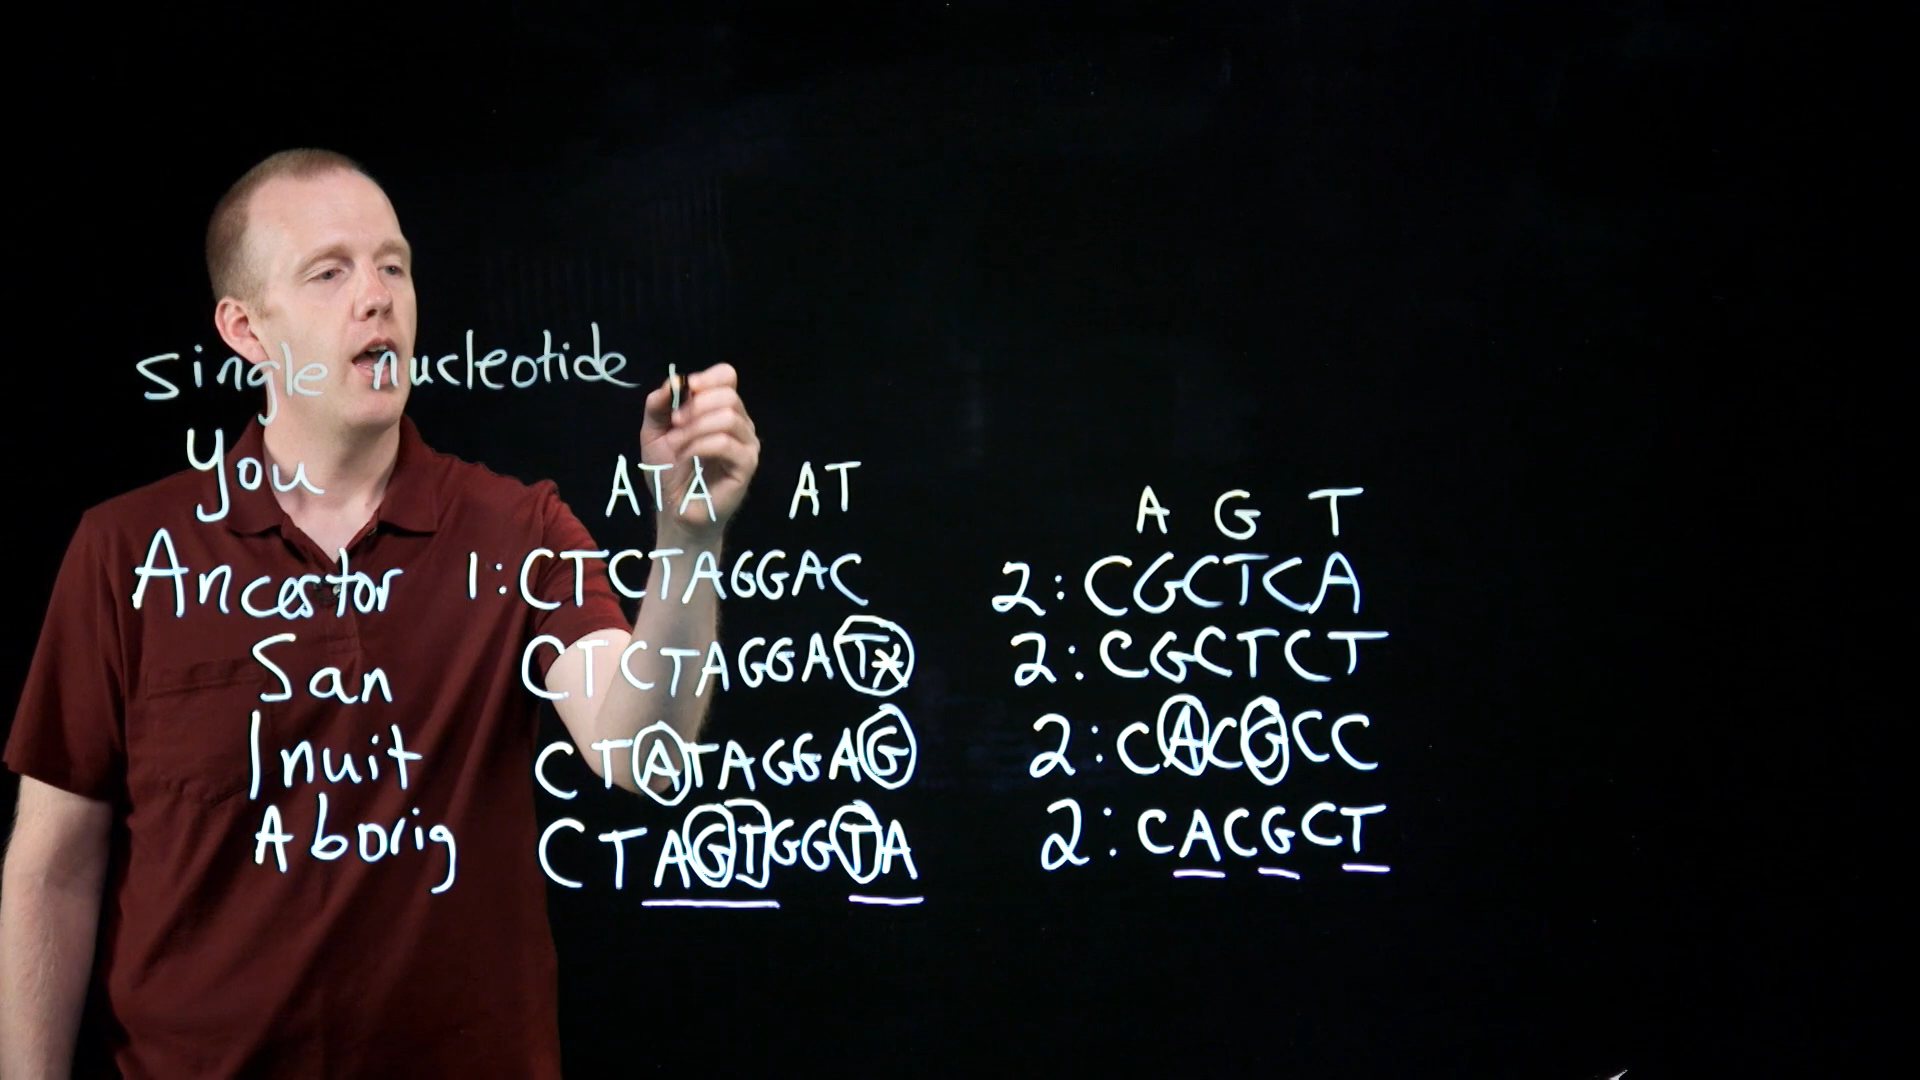 single nucleotide
You ATA AT A G T
Ancestor 1: CTCTAGGAC 2: CGCTCA
San CTCTAGGAT* 2: CGCTCT
Inuit CTATAGGAG 2: CACGCC
Aborig CTAGTGGTA 2: CACGCT